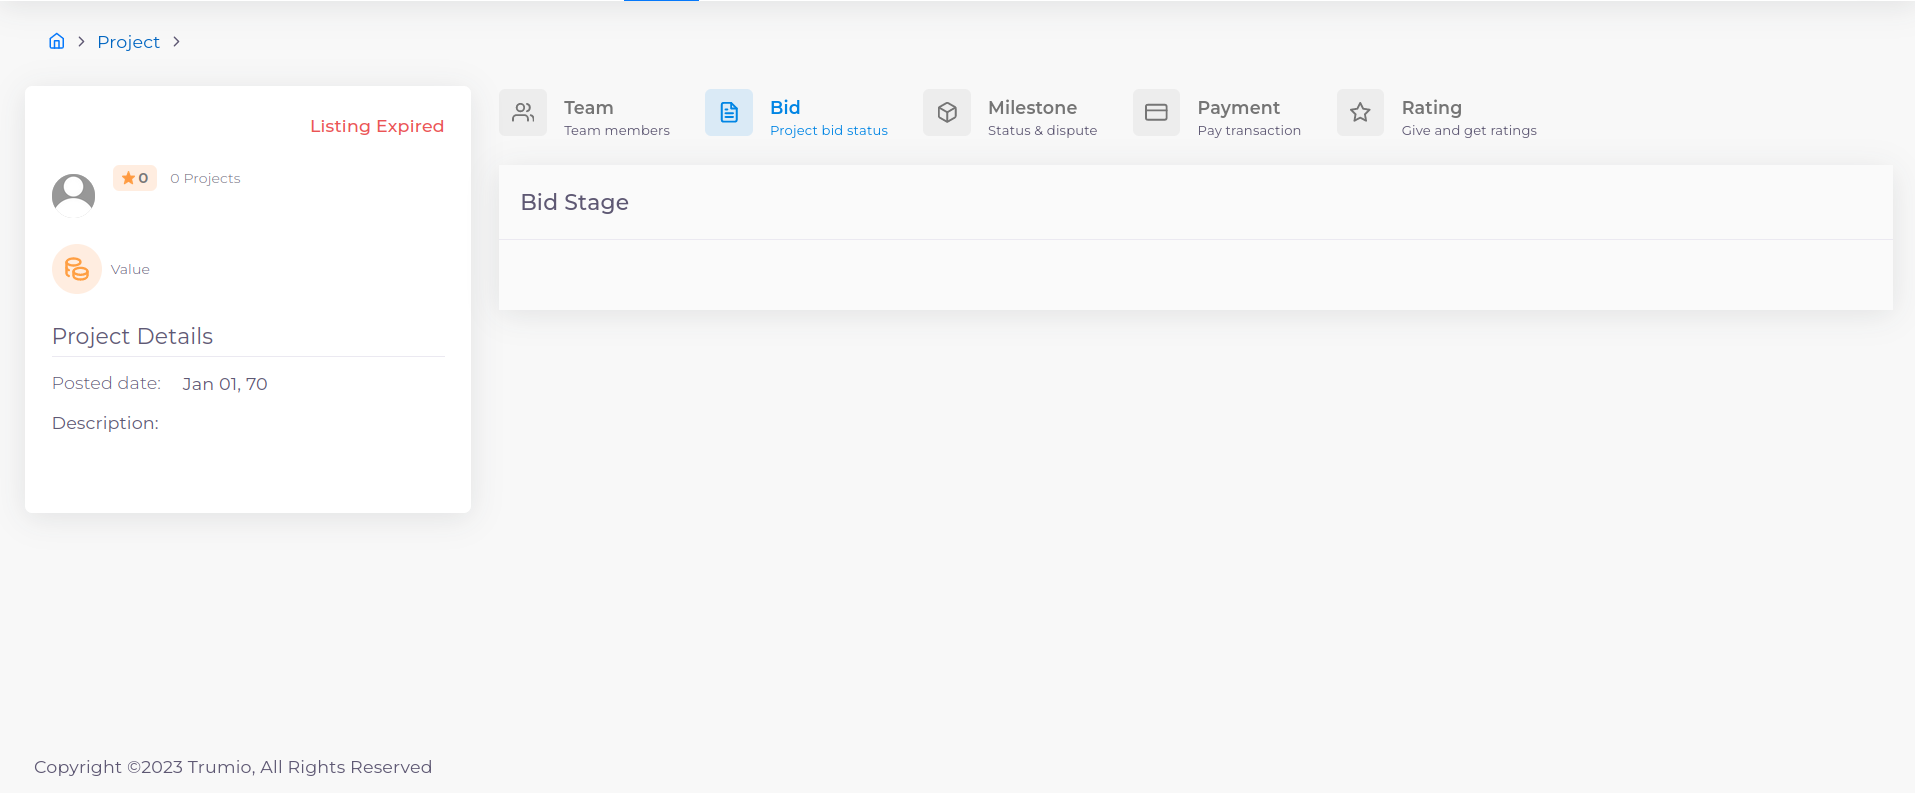 Project
Listing Expired
0 0 Projects
Value
Project Details
Posted date: Jan 01, 70
Description:
Team
Team members
Bid
Project bid status
Milestone
Status & dispute
Payment
Pay transaction
Rating
Give and get ratings
Bid Stage
Copyright ©2023 Trumio, All Rights Reserved